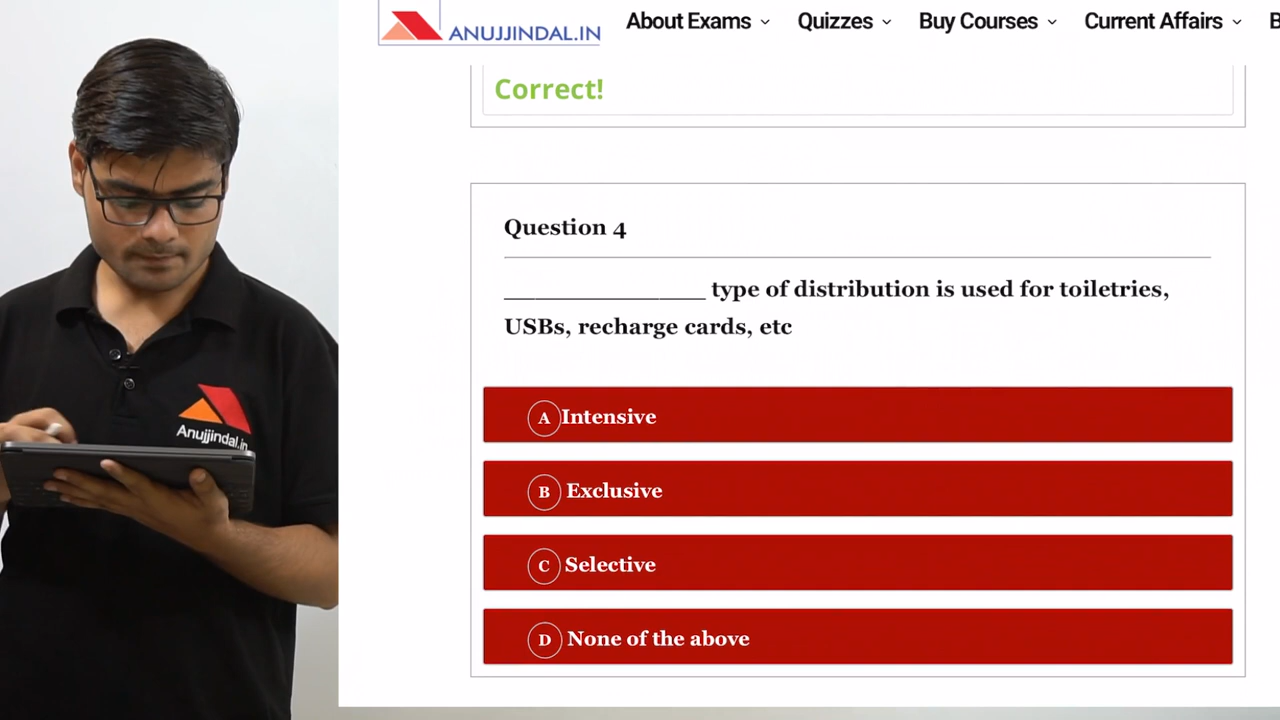 ANUJJINDAL.IN
About Exams
Quizzes
Buy Courses
Current Affairs
B
Correct!
Question 4
_________________ type of distribution is used for toiletries,
USBs, recharge cards, etc
A Intensive
B Exclusive
C Selective
D None of the above
Anujjindal.in